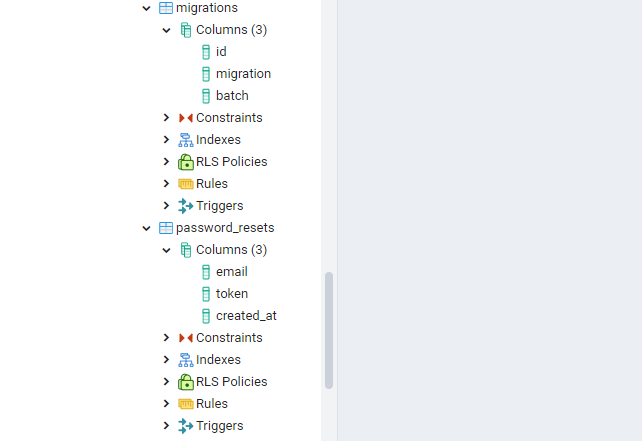 migrations
Columns (3)
id
migration
batch
Constraints
Indexes
RLS Policies
Rules
Triggers
password_resets
Columns (3)
email
token
created_at
Constraints
Indexes
RLS Policies
Rules
Triggers